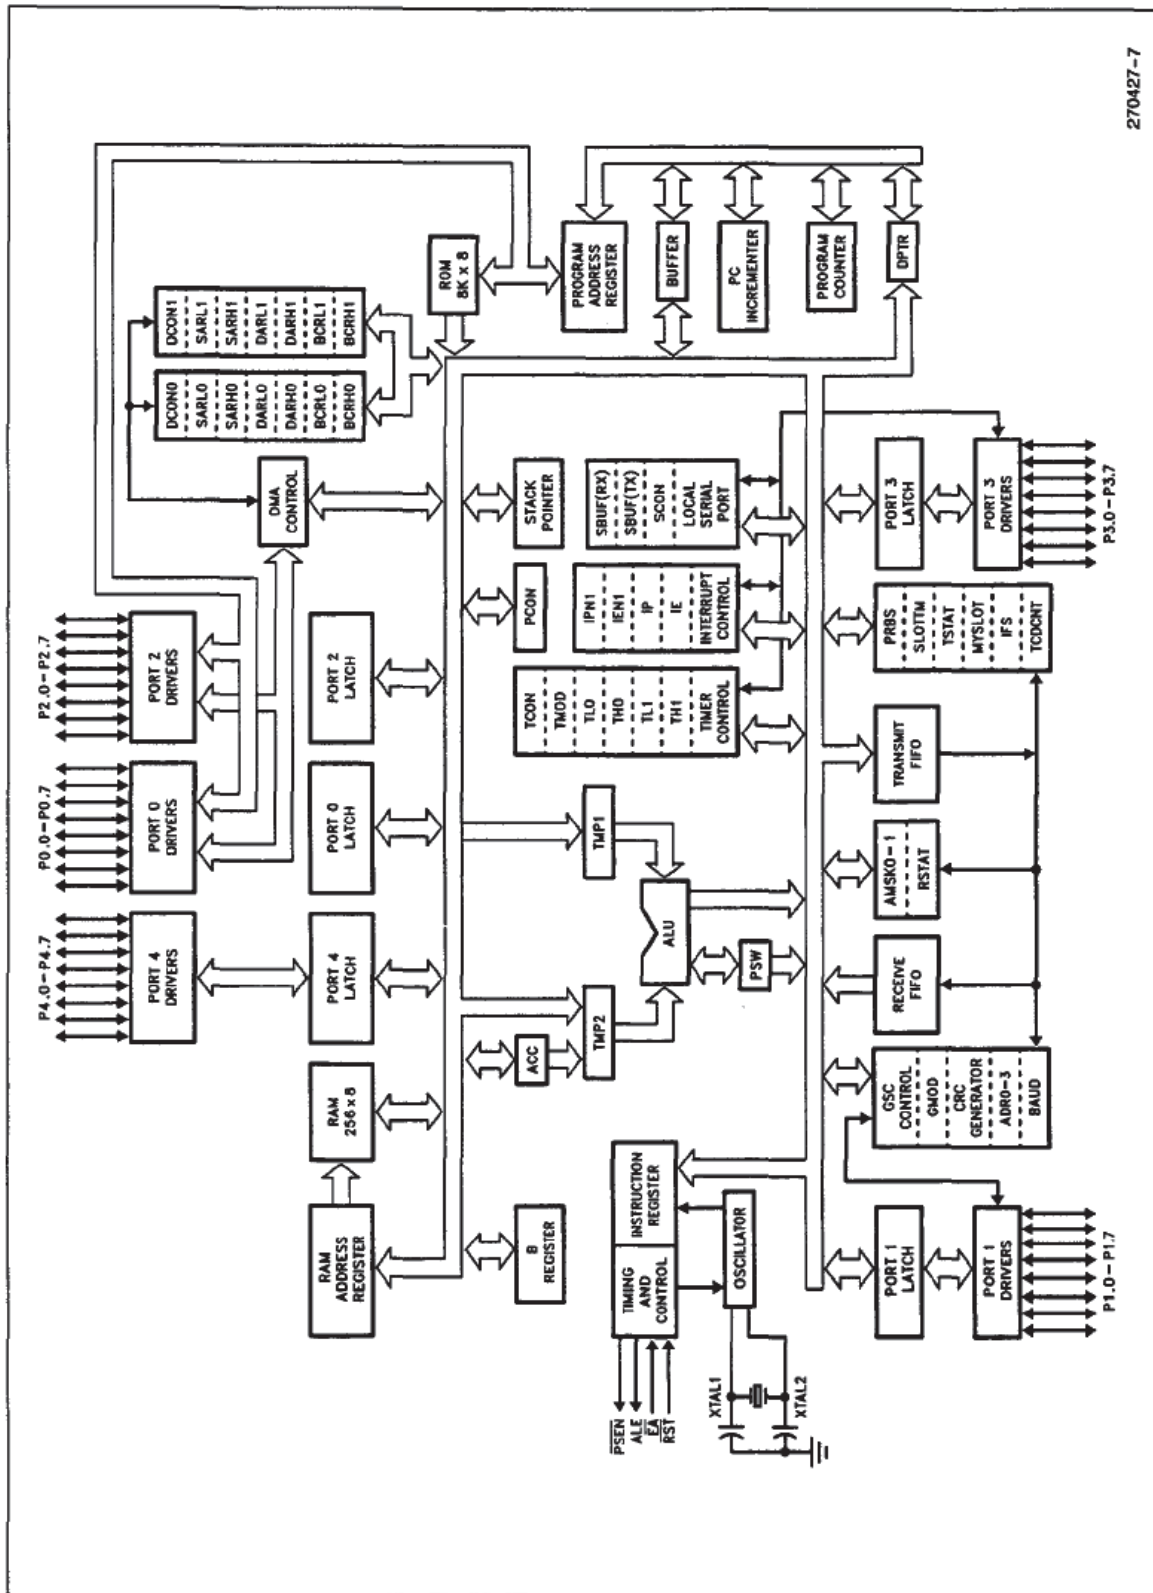 P4.0-P4.7
P0.0-P0.7
P2.0-P2.7
PORT 4
DRIVERS
PORT 0
DRIVERS
PORT 2
DRIVERS
DMA
CONTROL
DCON0
SARL0
SARH0
DARL0
DARH0
BCRL0
BCRH0
DCON1
SARL1
SARH1
DARL1
DARH1
BCRL1
BCRH1
RAM
ADDRESS
REGISTER
RAM
256 x 8
PORT 4
LATCH
PORT 0
LATCH
PORT 2
LATCH
ROM
8K x 8
B
REGISTER
ACC
PCON
STACK
POINTER
PROGRAM
ADDRESS
REGISTER
TMP2
TMP1
TCON
TMOD
TL0
TH0
TL1
TH1
TIMER
CONTROL
IPN1
IEN1
IP
IE
INTERRUPT
CONTROL
SBUF(RX)
SBUF(TX)
SCON
LOCAL
SERIAL
PORT
BUFFER
PSEN
ALE
EA
RST
TIMING
AND
CONTROL
INSTRUCTION
REGISTER
ALU
PC
INCREMENTER
XTAL1
XTAL2
OSCILLATOR
PSW
PROGRAM
COUNTER
DPTR
PORT 1
LATCH
GSC
CONTROL
GMOD
CRC
GENERATOR
ADR0-3
BAUD
RECEIVE
FIFO
AMSK0-1
RSTAT
TRANSMIT
FIFO
PRBS
SLOTTM
TSTAT
MYSLOT
IFS
TCDCNT
PORT 3
LATCH
PORT 1
DRIVERS
PORT 3
DRIVERS
P1.0-P1.7
P3.0-P3.7
270427-7